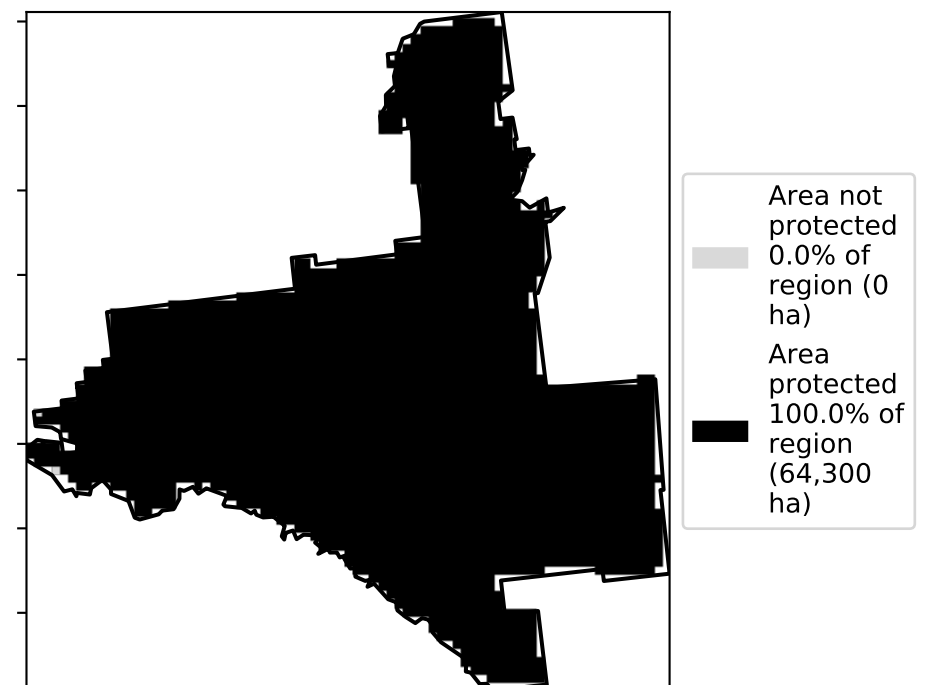 Area not
protected
0.0% of
region (0
ha)
Area
protected
100.0% of
region
(64,300
ha)